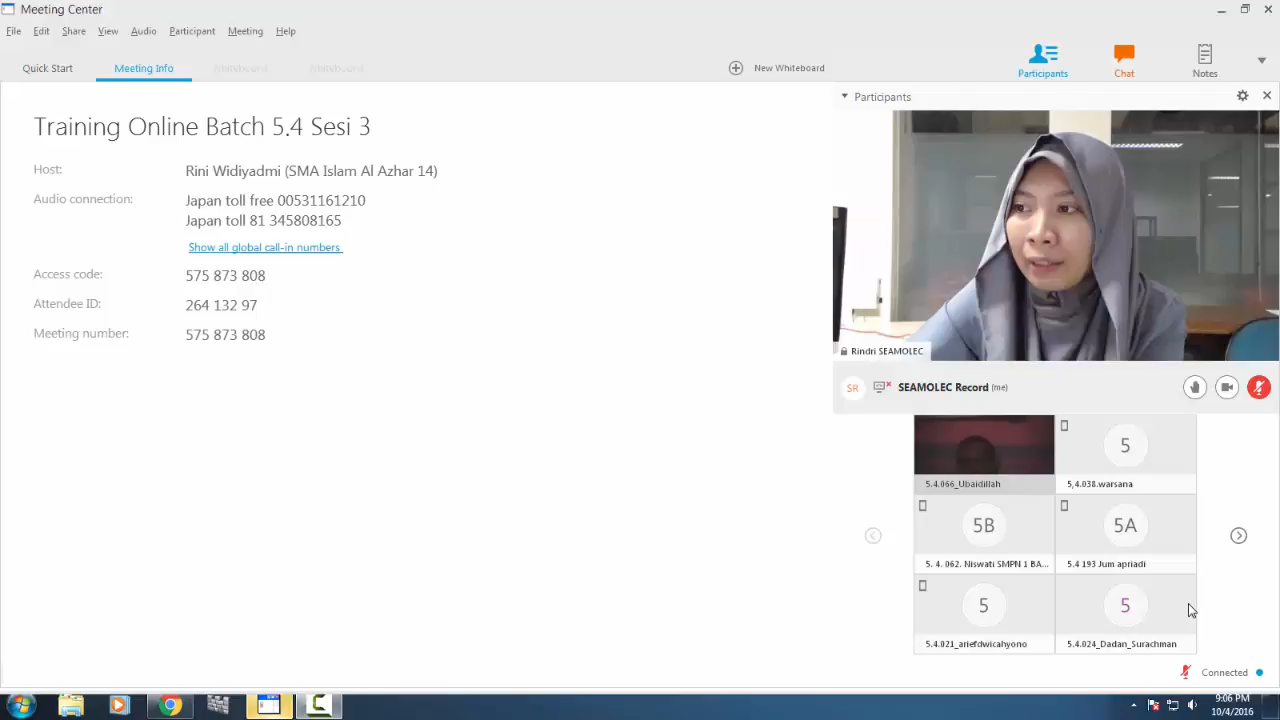 Meeting Center
File Edit Share View Audio Participant Meeting Help
Quick Start Meeting Info Whiteboard Whiteboard New Whiteboard
Participants Chat Notes
Participants
Training Online Batch 5.4 Sesi 3
Host: Rini Widiyadmi (SMA Islam Al Azhar 14)
Audio connection: Japan toll free 00531161210
Japan toll 81 345808165
Show all global call-in numbers
Access code: 575 873 808
Attendee ID: 264 132 97
Meeting number: 575 873 808
Rindri SEAMOLEC
SR SEAMOLEC Record (me)
5
5.4.066_Ubaidillah 5,4.038.warsana
5B 5A
5. 4. 062. Niswati SMPN 1 BA... 5.4 193 Jum apriadi
5 5
5.4.021_ariefdwicahyono 5.4.024_Dadan_Surachman
Connected
9:06 PM
10/4/2016